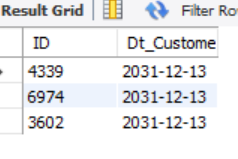 Result Grid Filter Ro
ID Dt_Custome
4339 2031-12-13
6974 2031-12-13
3602 2031-12-13